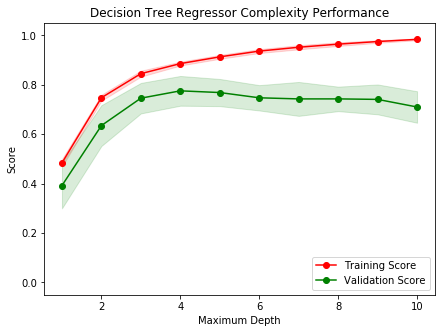 Decision Tree Regressor Complexity Performance
1.0
0.8
0.6
0.4
0.2
0.0
Score
2 4 6 8 10
Maximum Depth
Training Score
Validation Score